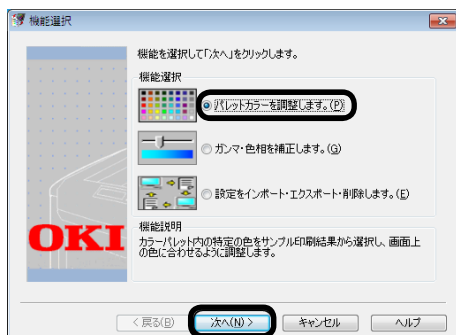 機能選択
機能を選択して「次へ」をクリックします。
機能選択
パレットカラーを調整します。(P)
ガンマ・色相を補正します。(G)
設定をインポート・エクスポート・削除します。(E)
OKI
機能説明
カラーパレット内の特定の色をサンプル印刷結果から選択し、画面上
の色に合わせるように調整します。
< 戻る(B) 次へ(N) > キャンセル ヘルプ